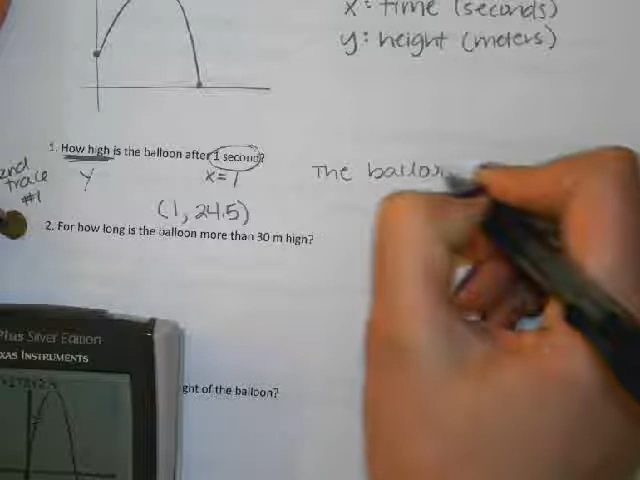 x: time (seconds)
y: height (meters)
1. How high is the balloon after 1 second?
2nd
trace
#1
y
x=1
The balloo
(1, 24.5)
2. For how long is the balloon more than 30 m high?
Plus Silver Edition
TEXAS INSTRUMENTS
ght of the balloon?